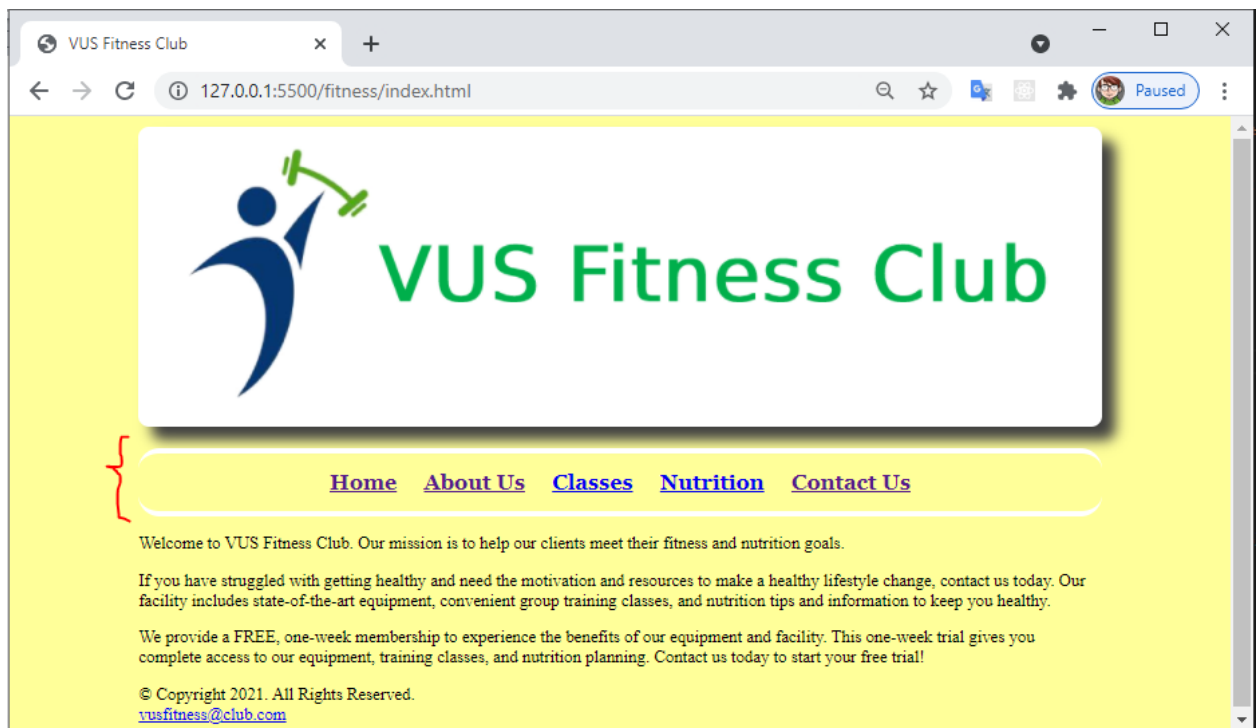 VUS Fitness Club
127.0.0.1:5500/fitness/index.html
Paused
VUS Fitness Club
Home About Us Classes Nutrition Contact Us
Welcome to VUS Fitness Club. Our mission is to help our clients meet their fitness and nutrition goals.
If you have struggled with getting healthy and need the motivation and resources to make a healthy lifestyle change, contact us today. Our
facility includes state-of-the-art equipment, convenient group training classes, and nutrition tips and information to keep you healthy.
We provide a FREE, one-week membership to experience the benefits of our equipment and facility. This one-week trial gives you
complete access to our equipment, training classes, and nutrition planning. Contact us today to start your free trial!
© Copyright 2021. All Rights Reserved.
vusfitness@club.com